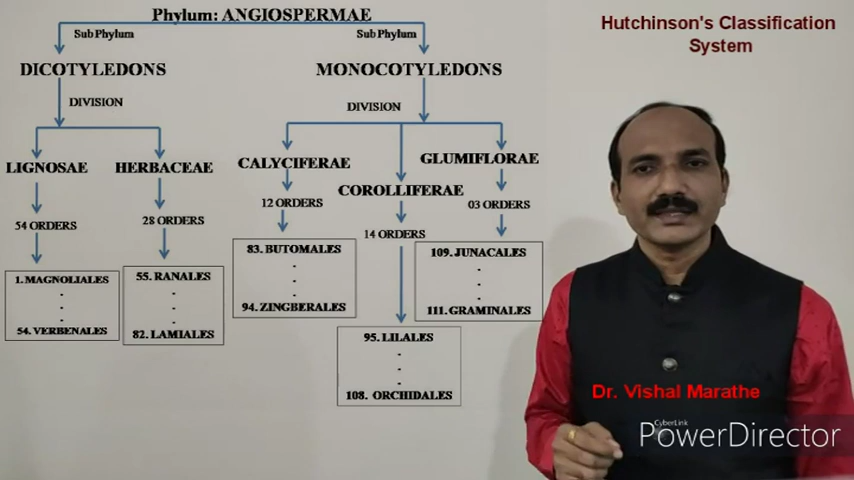 Phylum: ANGIOSPERMAE
Hutchinson's Classification
System
Sub Phylum
Sub Phylum
DICOTYLEDONS
MONOCOTYLEDONS
DIVISION
DIVISION
LIGNOSAE
HERBACEAE
CALYCIFERAE
COROLLIFERAE
GLUMIFLORAE
54 ORDERS
28 ORDERS
12 ORDERS
14 ORDERS
03 ORDERS
1. MAGNOLIALES
.
.
.
54. VERBENALES
55. RANALES
.
.
.
82. LAMIALES
83. BUTOMALES
.
.
.
94. ZINGBERALES
95. LILALES
.
.
.
108. ORCHIDALES
109. JUNACALES
.
.
.
111. GRAMINALES
Dr. Vishal Marathe
CyberLink
PowerDirector